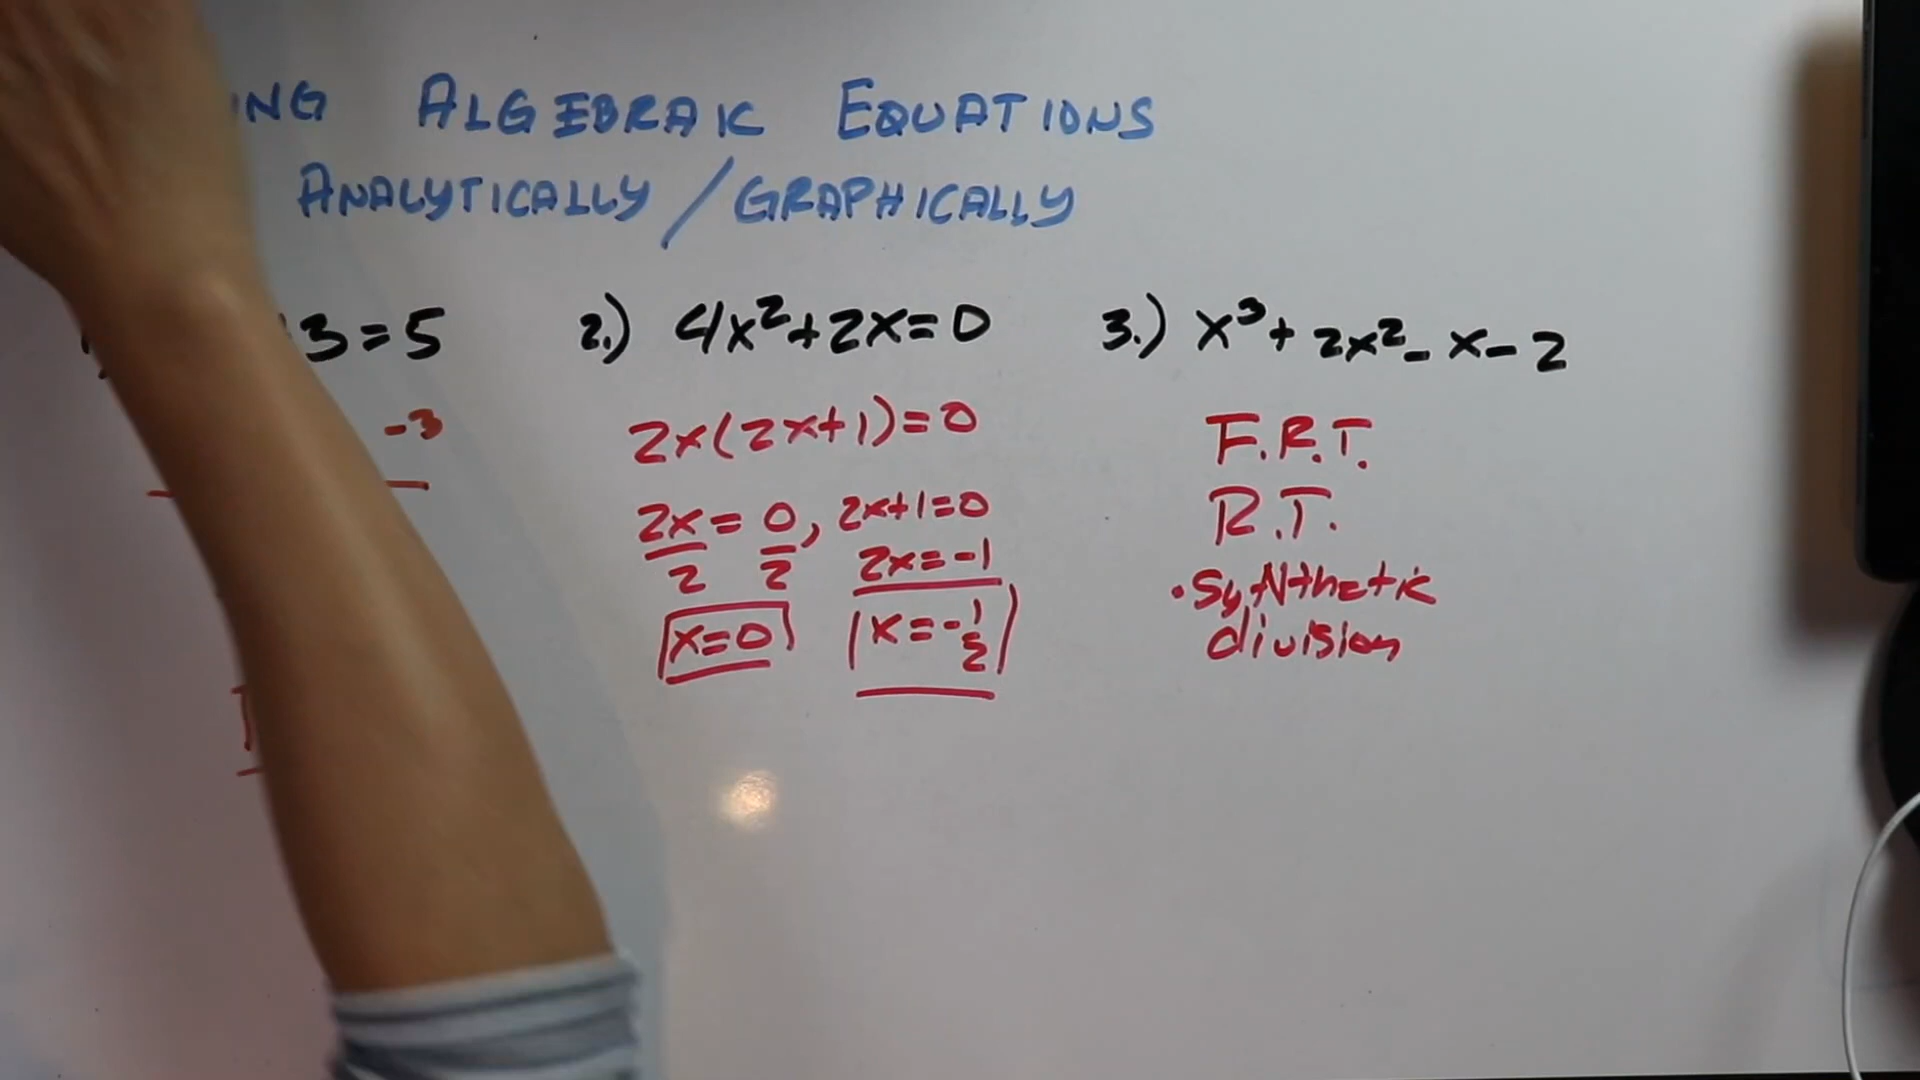 NG ALGEBRAIC EQUATIONS
ANALYTICALLY / GRAPHICALLY
3=5
-3
2.) 4x²+2x=0
2x(2x+1)=0
2x/2 = 0/2, 2x+1=0
2x=-1
x=0
x=-1/2
3.) x³+2x²-x-2
F.R.T.
R.T.
• Synthetic
division